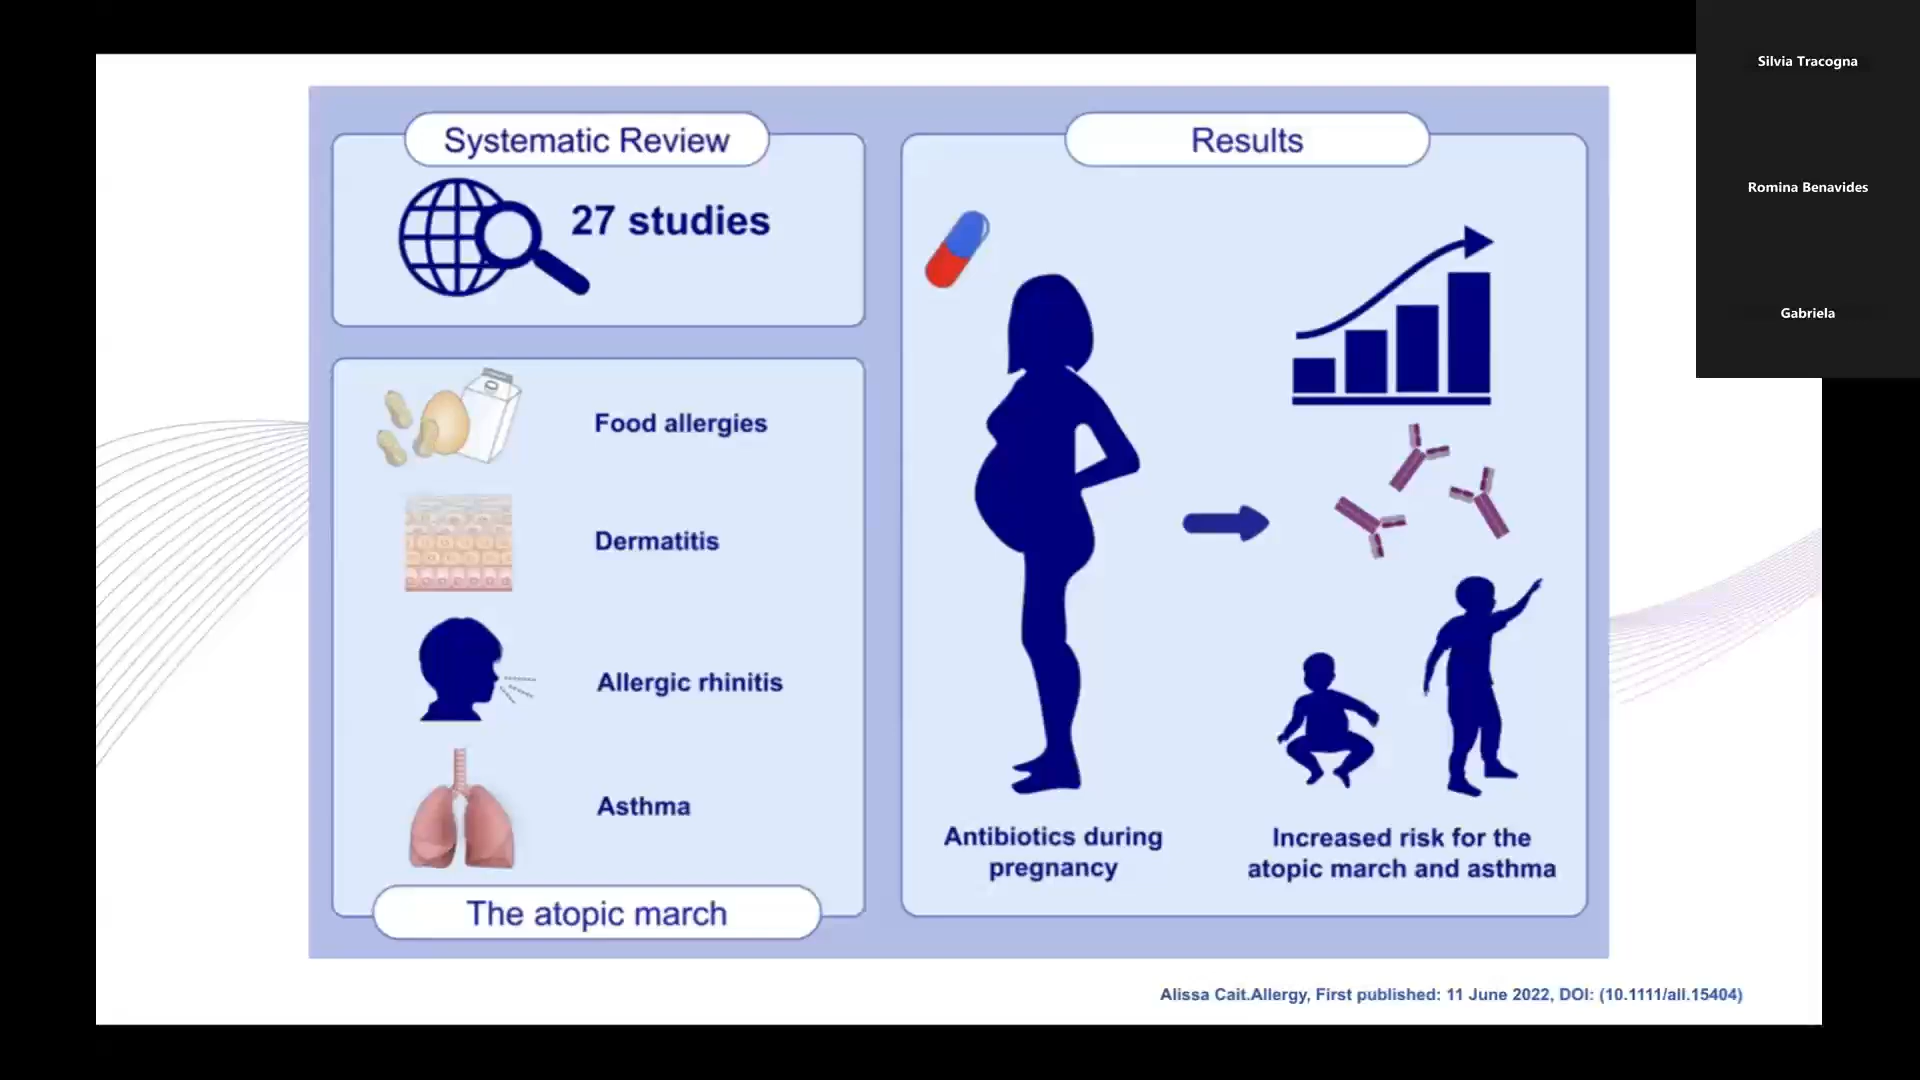 Systematic Review
27 studies
Food allergies
Dermatitis
Allergic rhinitis
Asthma
The atopic march
Results
Antibiotics during
pregnancy
Increased risk for the
atopic march and asthma
Alissa Cait.Allergy, First published: 11 June 2022, DOI: (10.1111/all.15404)
Silvia Tracogna
Romina Benavides
Gabriela